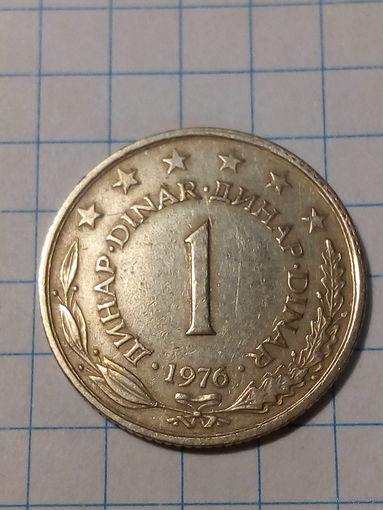 ДИНАР · DINAR · ДИНАР · DINAR
1
· 1976 ·